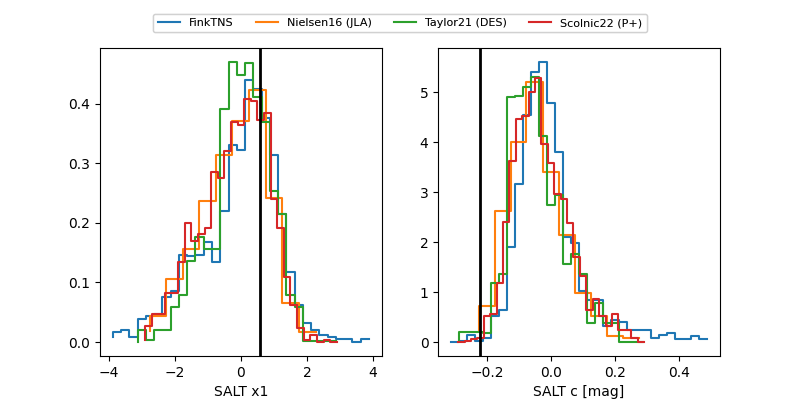 FinkTNS Nielsen16 (JLA) Taylor21 (DES) Scolnic22 (P+)
0.4
0.3
0.2
0.1
0.0
−4 −2 0 2 4
SALT x1
5
4
3
2
1
0
−0.2 0.0 0.2 0.4
SALT c [mag]